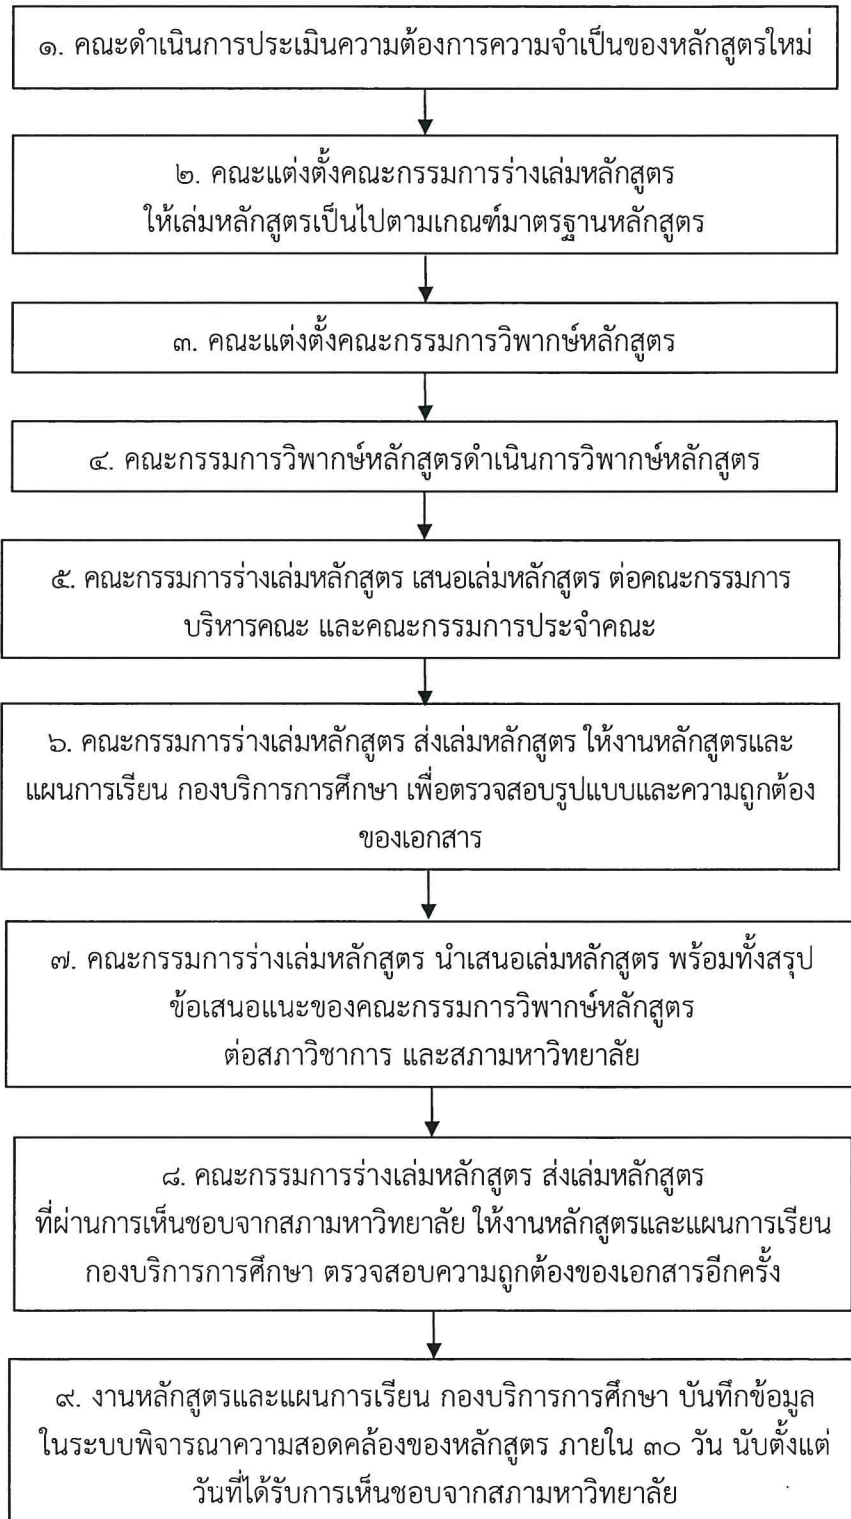 ๑. คณะดำเนินการประเมินความต้องการความจำเป็นของหลักสูตรใหม่
๒. คณะแต่งตั้งคณะกรรมการร่างเล่มหลักสูตร
ให้เล่มหลักสูตรเป็นไปตามเกณฑ์มาตรฐานหลักสูตร
๓. คณะแต่งตั้งคณะกรรมการวิพากษ์หลักสูตร
๔. คณะกรรมการวิพากษ์หลักสูตรดำเนินการวิพากษ์หลักสูตร
๕. คณะกรรมการร่างเล่มหลักสูตร เสนอเล่มหลักสูตร ต่อคณะกรรมการ
บริหารคณะ และคณะกรรมการประจำคณะ
๖. คณะกรรมการร่างเล่มหลักสูตร ส่งเล่มหลักสูตร ให้งานหลักสูตรและ
แผนการเรียน กองบริการการศึกษา เพื่อตรวจสอบรูปแบบและความถูกต้อง
ของเอกสาร
๗. คณะกรรมการร่างเล่มหลักสูตร นำเสนอเล่มหลักสูตร พร้อมทั้งสรุป
ข้อเสนอแนะของคณะกรรมการวิพากษ์หลักสูตร
ต่อสภาวิชาการ และสภามหาวิทยาลัย
๘. คณะกรรมการร่างเล่มหลักสูตร ส่งเล่มหลักสูตร
ที่ผ่านการเห็นชอบจากสภามหาวิทยาลัย ให้งานหลักสูตรและแผนการเรียน
กองบริการการศึกษา ตรวจสอบความถูกต้องของเอกสารอีกครั้ง
๙. งานหลักสูตรและแผนการเรียน กองบริการการศึกษา บันทึกข้อมูล
ในระบบพิจารณาความสอดคล้องของหลักสูตร ภายใน ๓๐ วัน นับตั้งแต่
วันที่ได้รับการเห็นชอบจากสภามหาวิทยาลัย